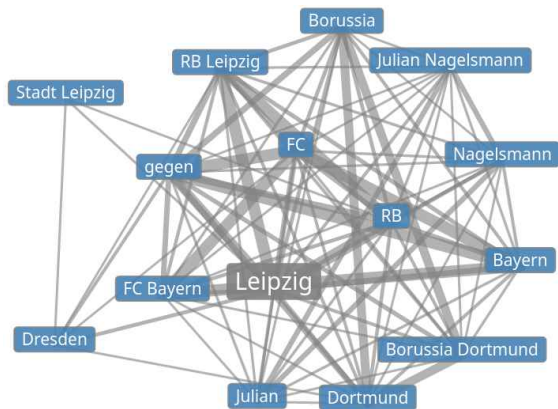 Borussia
RB Leipzig
Julian Nagelsmann
Stadt Leipzig
FC
gegen
Nagelsmann
RB
Bayern
Leipzig
FC Bayern
Dresden
Borussia Dortmund
Julian
Dortmund